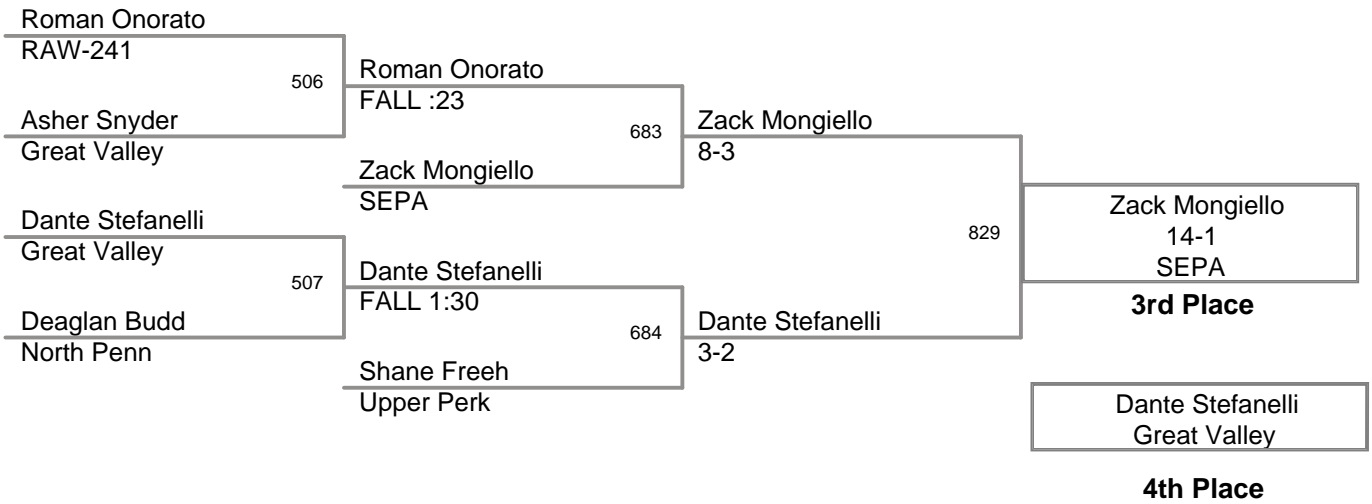 Roman Onorato
RAW-241
506
Roman Onorato
FALL :23
Asher Snyder
Great Valley
683
Zack Mongiello
8-3
Zack Mongiello
SEPA
Dante Stefanelli
Great Valley
829
Zack Mongiello
14-1
SEPA
3rd Place
507
Dante Stefanelli
FALL 1:30
Deaglan Budd
North Penn
684
Dante Stefanelli
3-2
Shane Freeh
Upper Perk
Dante Stefanelli
Great Valley
4th Place